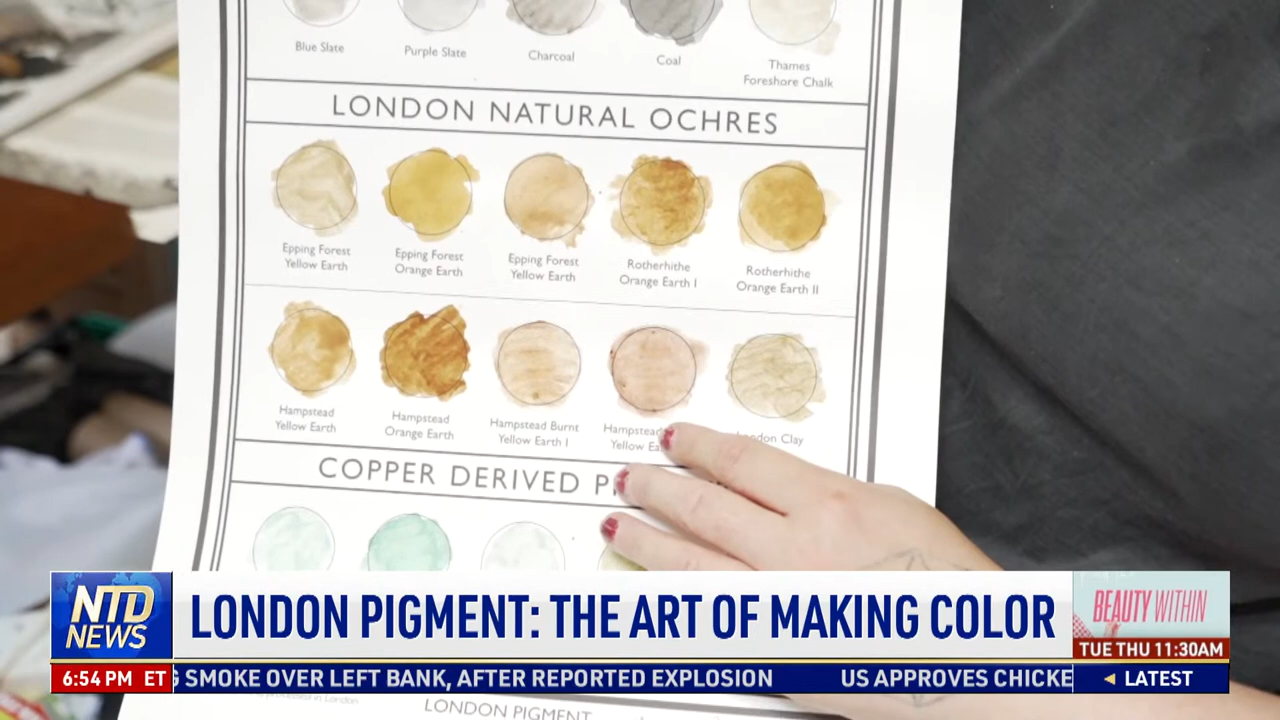 Blue Slate
Purple Slate
Charcoal
Coal
Thames
Foreshore Chalk
LONDON NATURAL OCHRES
Epping Forest
Yellow Earth
Epping Forest
Orange Earth
Epping Forest
Yellow Earth
Rotherhithe
Orange Earth I
Rotherhithe
Orange Earth II
Hampstead
Yellow Earth
Hampstead
Orange Earth
Hampstead Burnt
Yellow Earth I
Hampstead
Yellow
London Clay
COPPER DERIVED
NTD
NEWS
LONDON PIGMENT: THE ART OF MAKING COLOR
BEAUTY WITHIN
TUE THU 11:30AM
6:54 PM ET
SMOKE OVER LEFT BANK, AFTER REPORTED EXPLOSION US APPROVES
LATEST
in London
LONDON PIGMENT